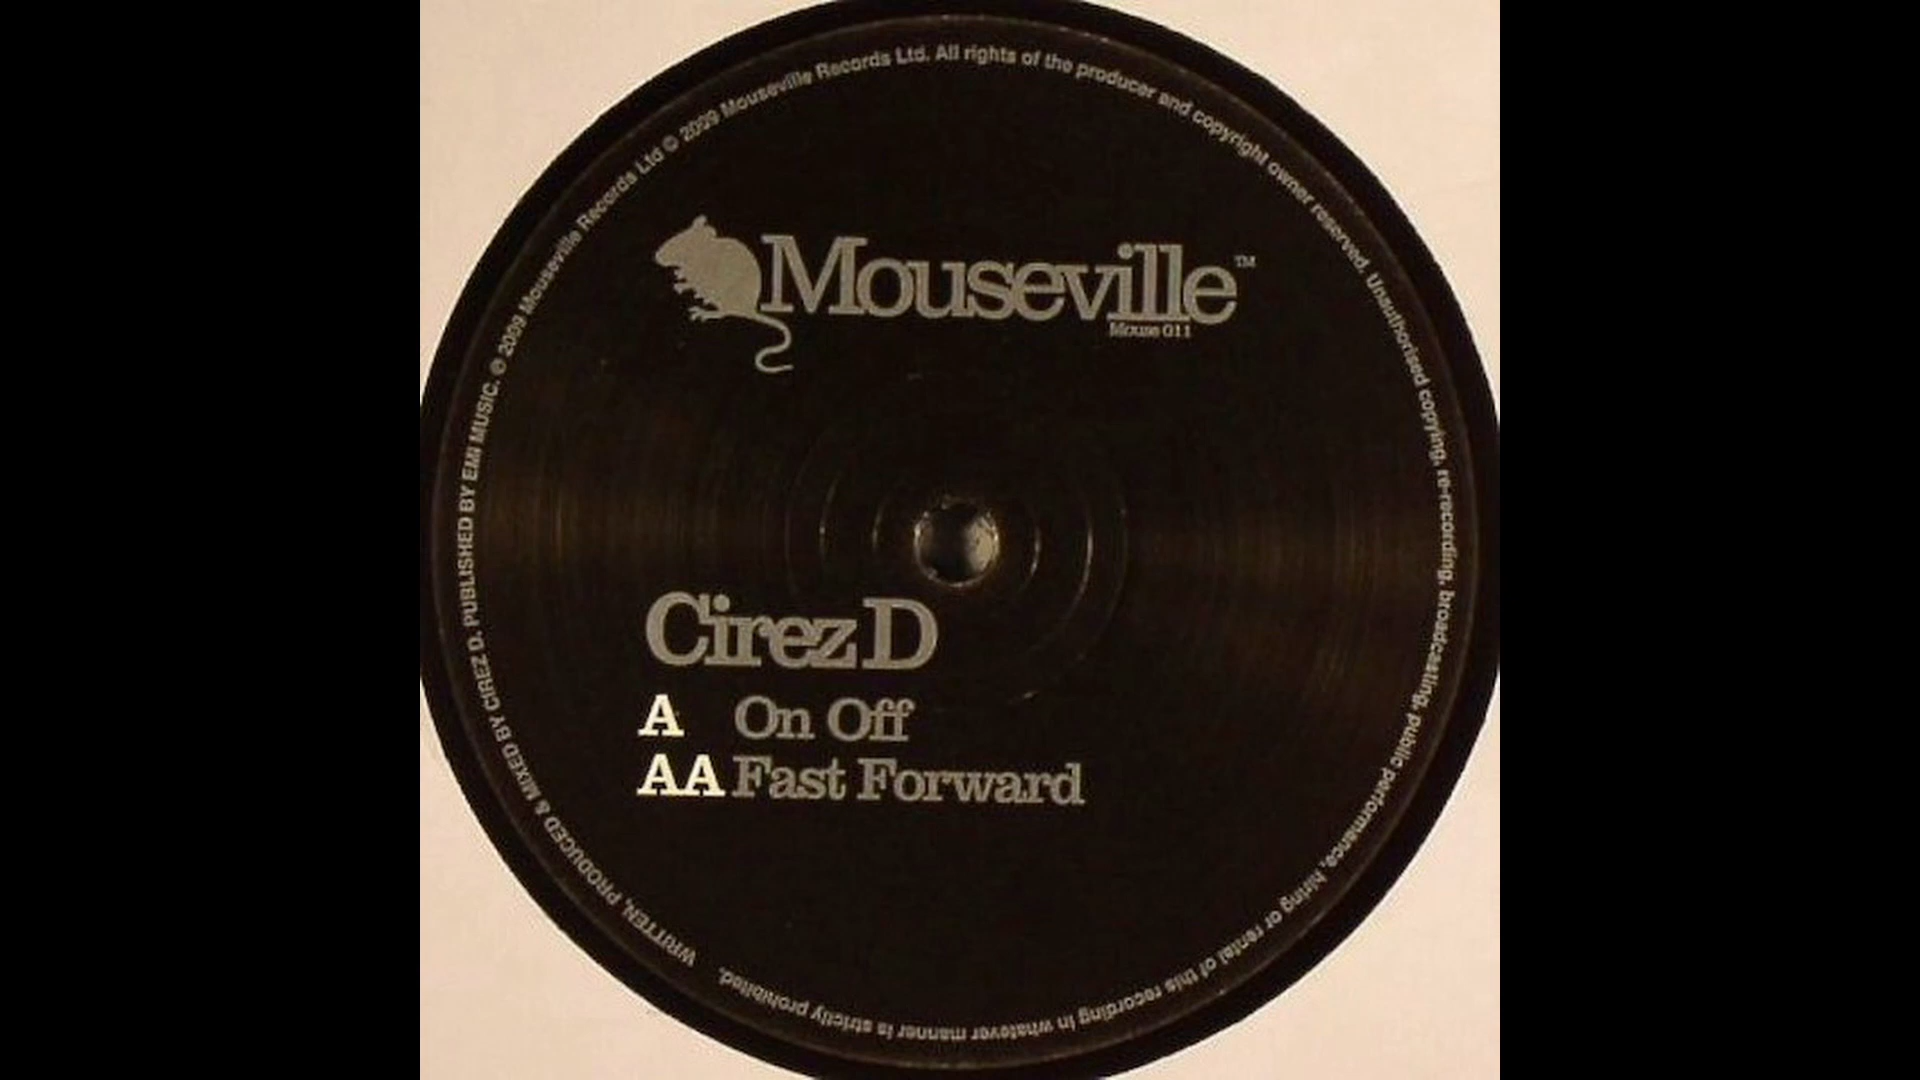 Mouseville™
Mouse 011
Cirez D
A On Off
AA Fast Forward
WRITTEN, PRODUCED & MIXED BY CIREZ D. PUBLISHED BY EMI MUSIC. ℗ 2009 Mouseville Records Ltd © 2009 Mouseville Records Ltd. All rights of the producer and copyright owner reserved. Unauthorised copying, re-recording, broadcasting, public performance, hiring or rental of this recording in whatever manner is strictly prohibited.